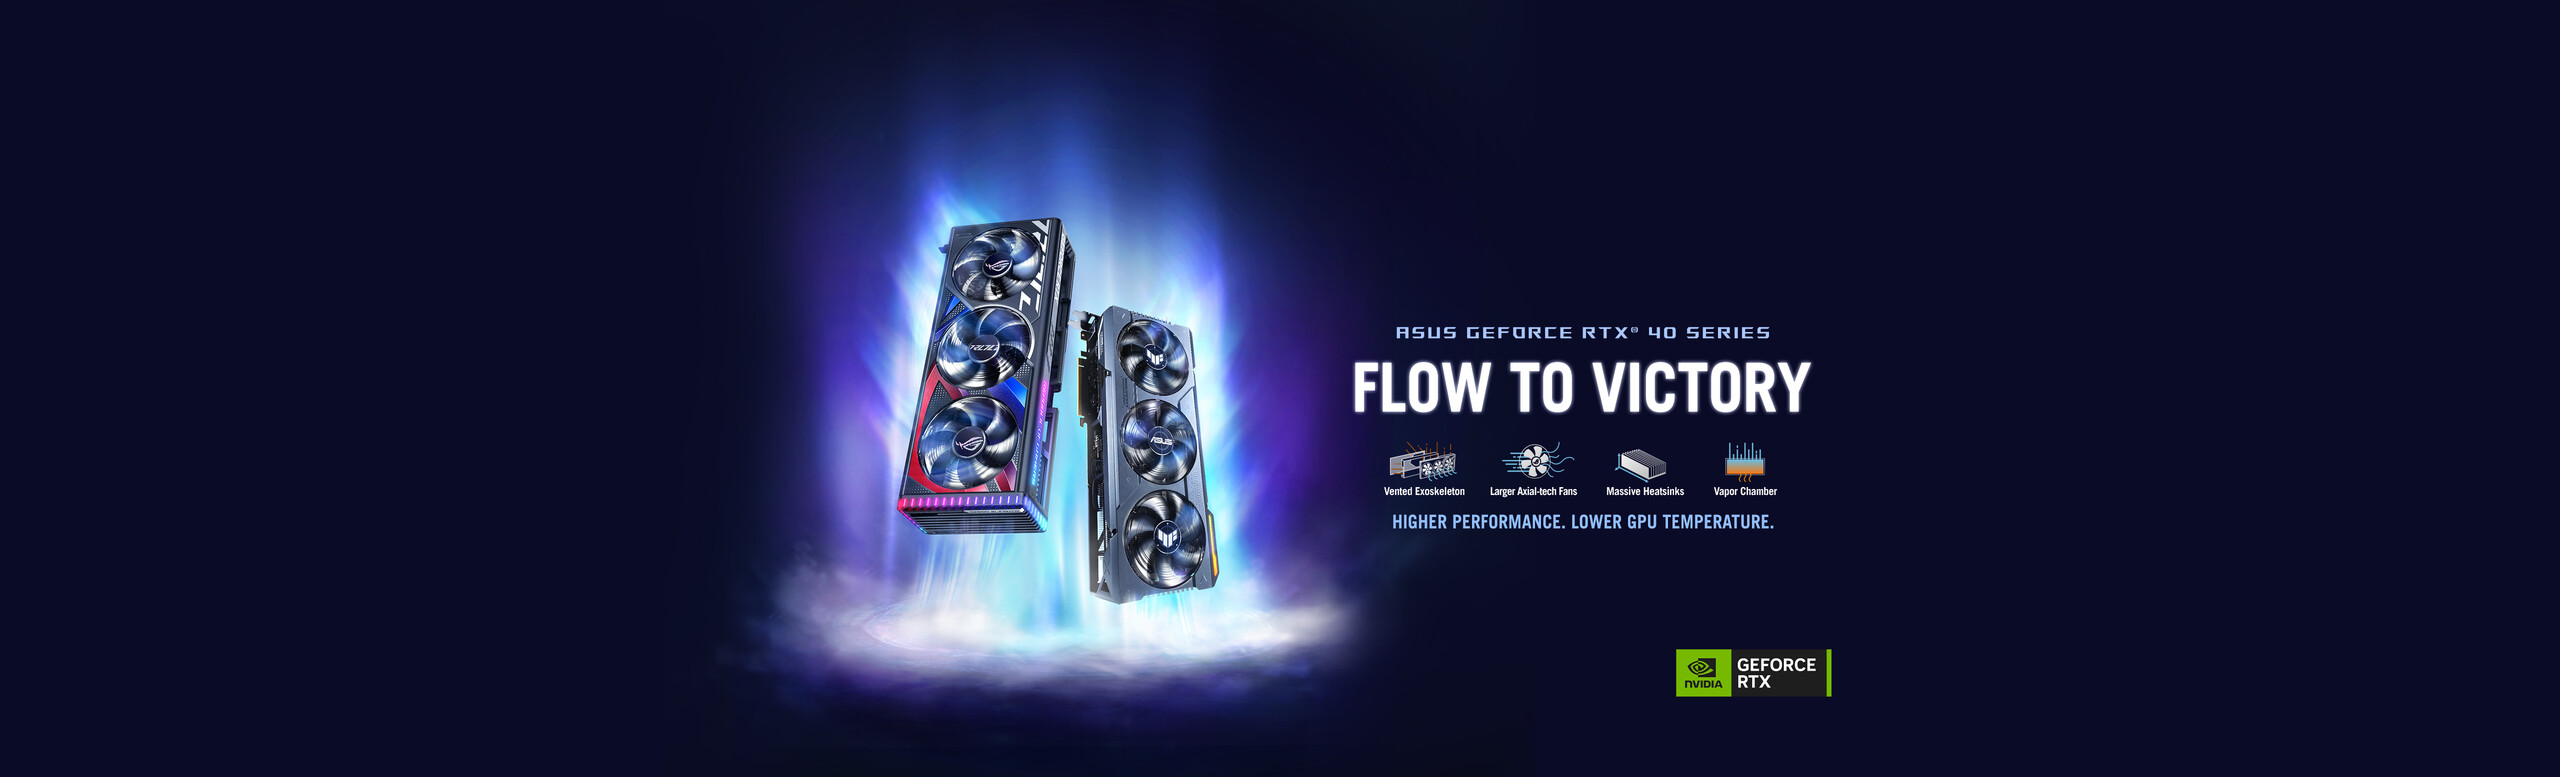 ASUS GEFORCE RTX® 40 SERIES
FLOW TO VICTORY
Vented Exoskeleton
Larger Axial-tech Fans
Massive Heatsinks
Vapor Chamber
HIGHER PERFORMANCE. LOWER GPU TEMPERATURE.
ASUS
NVIDIA
GEFORCE
RTX